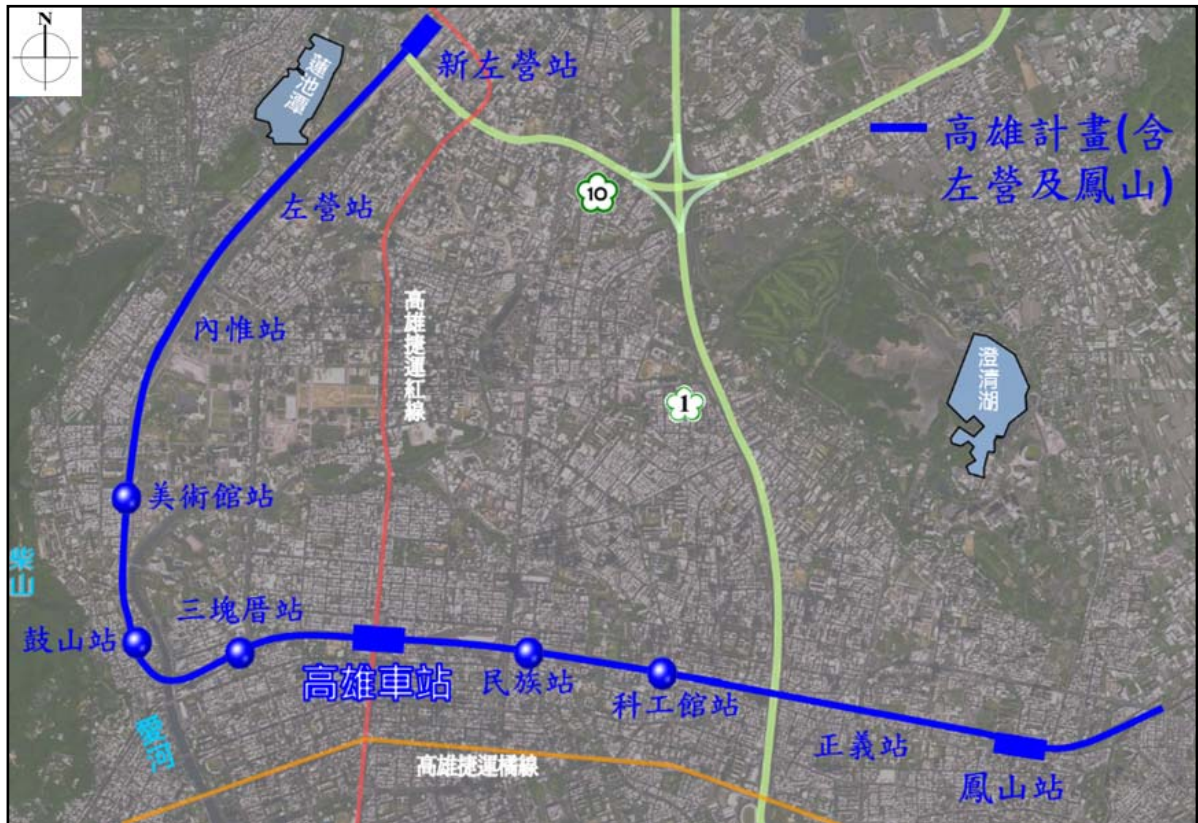 N
蓮池潭
新左營站
高雄計畫(含
左營及鳳山)
10
左營站
內惟站
高雄捷運紅線
1
澄清湖
美術館站
柴山
三塊厝站
鼓山站
高雄車站
民族站
科工館站
正義站
愛河
高雄捷運橘線
鳳山站